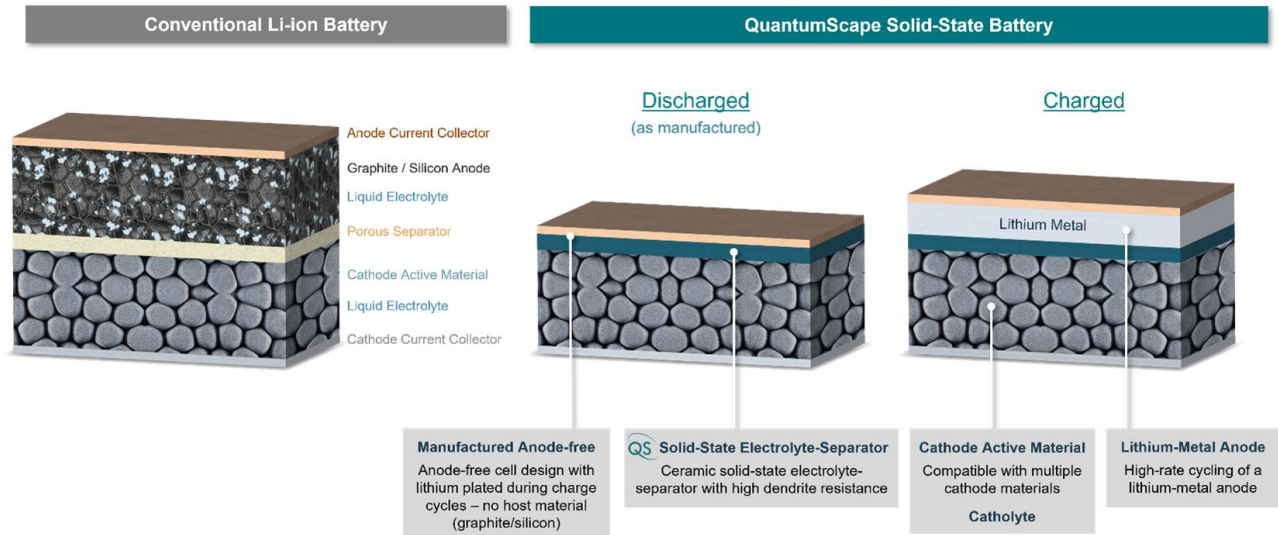 Conventional Li-ion Battery
QuantumScape Solid-State Battery
Anode Current Collector
Graphite / Silicon Anode
Liquid Electrolyte
Porous Separator
Cathode Active Material
Liquid Electrolyte
Cathode Current Collector
Discharged
(as manufactured)
Charged
Lithium Metal
Manufactured Anode-free
Anode-free cell design with
lithium plated during charge
cycles – no host material
(graphite/silicon)
QS Solid-State Electrolyte-Separator
Ceramic solid-state electrolyte-
separator with high dendrite resistance
Cathode Active Material
Compatible with multiple
cathode materials
Catholyte
Lithium-Metal Anode
High-rate cycling of a
lithium-metal anode